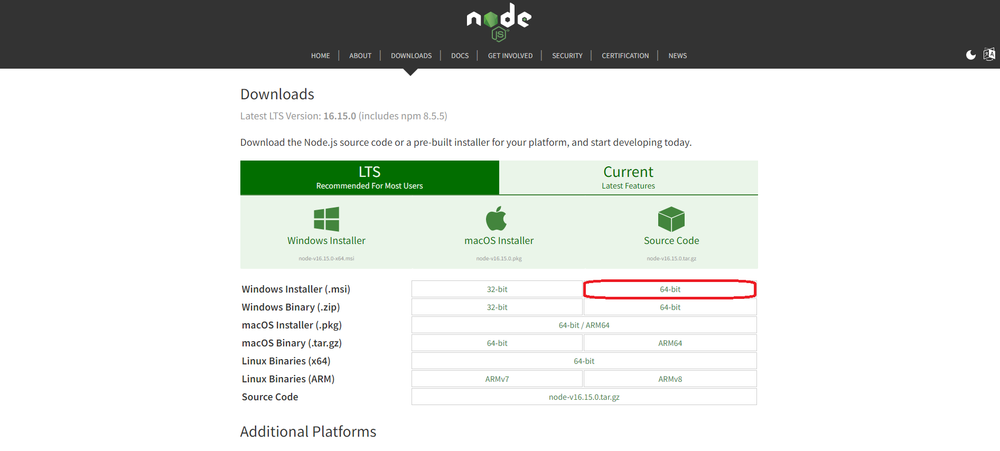 node
JS
HOME ABOUT DOWNLOADS DOCS GET INVOLVED SECURITY CERTIFICATION NEWS
Downloads
Latest LTS Version: 16.15.0 (includes npm 8.5.5)
Download the Node.js source code or a pre-built installer for your platform, and start developing today.
LTS
Recommended For Most Users
Current
Latest Features
Windows Installer
node-v16.15.0-x64.msi
macOS Installer
node-v16.15.0.pkg
Source Code
node-v16.15.0.tar.gz
Windows Installer (.msi) 32-bit 64-bit
Windows Binary (.zip) 32-bit 64-bit
macOS Installer (.pkg) 64-bit / ARM64
macOS Binary (.tar.gz) 64-bit ARM64
Linux Binaries (x64) 64-bit
Linux Binaries (ARM) ARMv7 ARMv8
Source Code node-v16.15.0.tar.gz
Additional Platforms